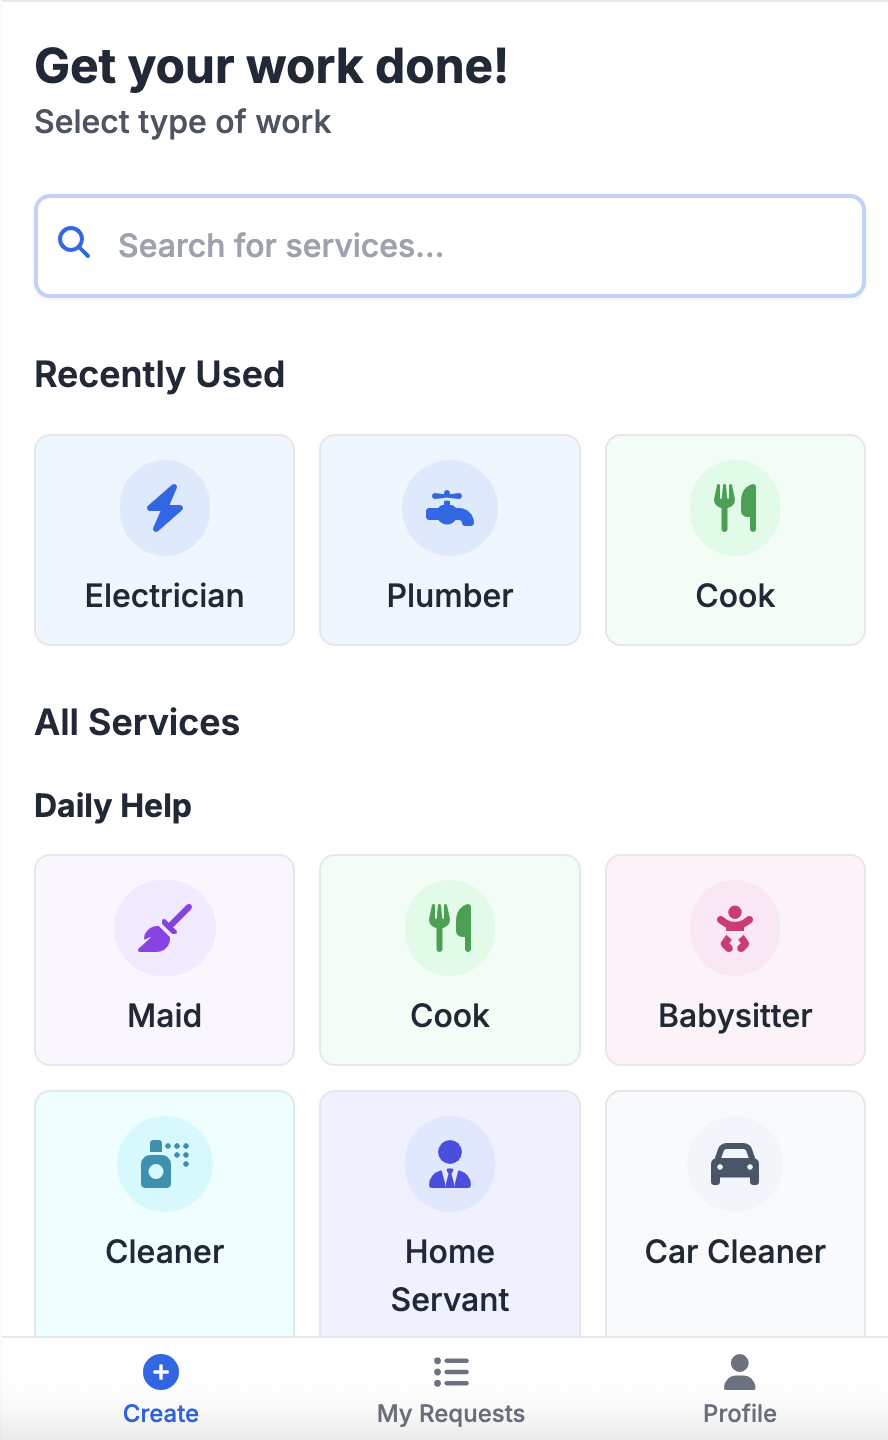 Get your work done!
Select type of work
Search for services...
Recently Used
Electrician
Plumber
Cook
All Services
Daily Help
Maid
Cook
Babysitter
Cleaner
Home
Servant
Car Cleaner
Create
My Requests
Profile